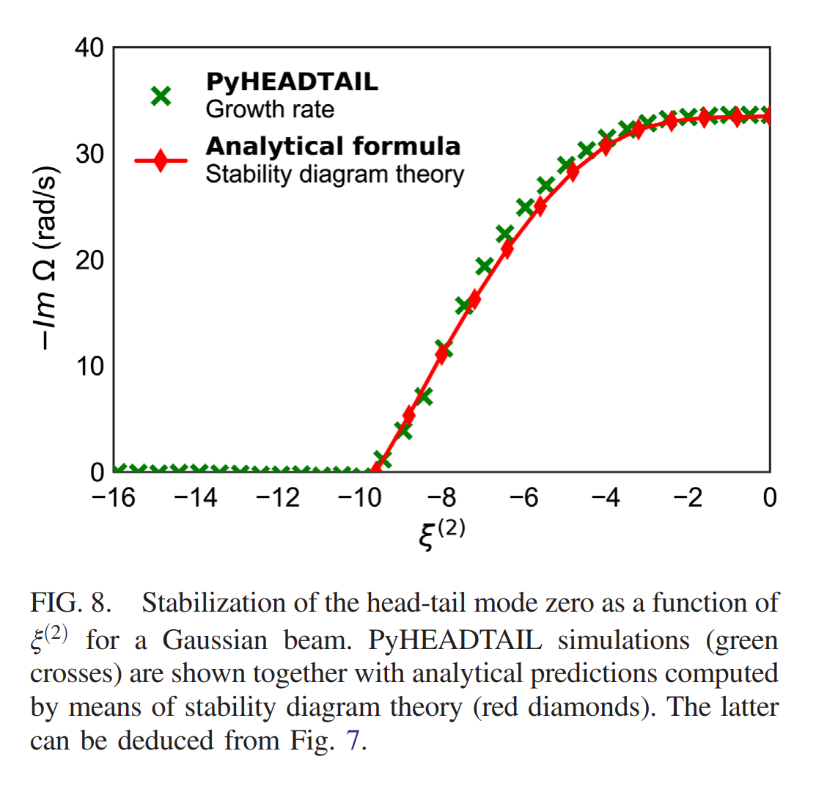 40
PyHEADTAIL
Growth rate
Analytical formula
Stability diagram theory
30
20
10
0
−Im Ω (rad/s)
−16 −14 −12 −10 −8 −6 −4 −2 0
ξ(2)
FIG. 8. Stabilization of the head-tail mode zero as a function of
ξ(2) for a Gaussian beam. PyHEADTAIL simulations (green
crosses) are shown together with analytical predictions computed
by means of stability diagram theory (red diamonds). The latter
can be deduced from Fig. 7.